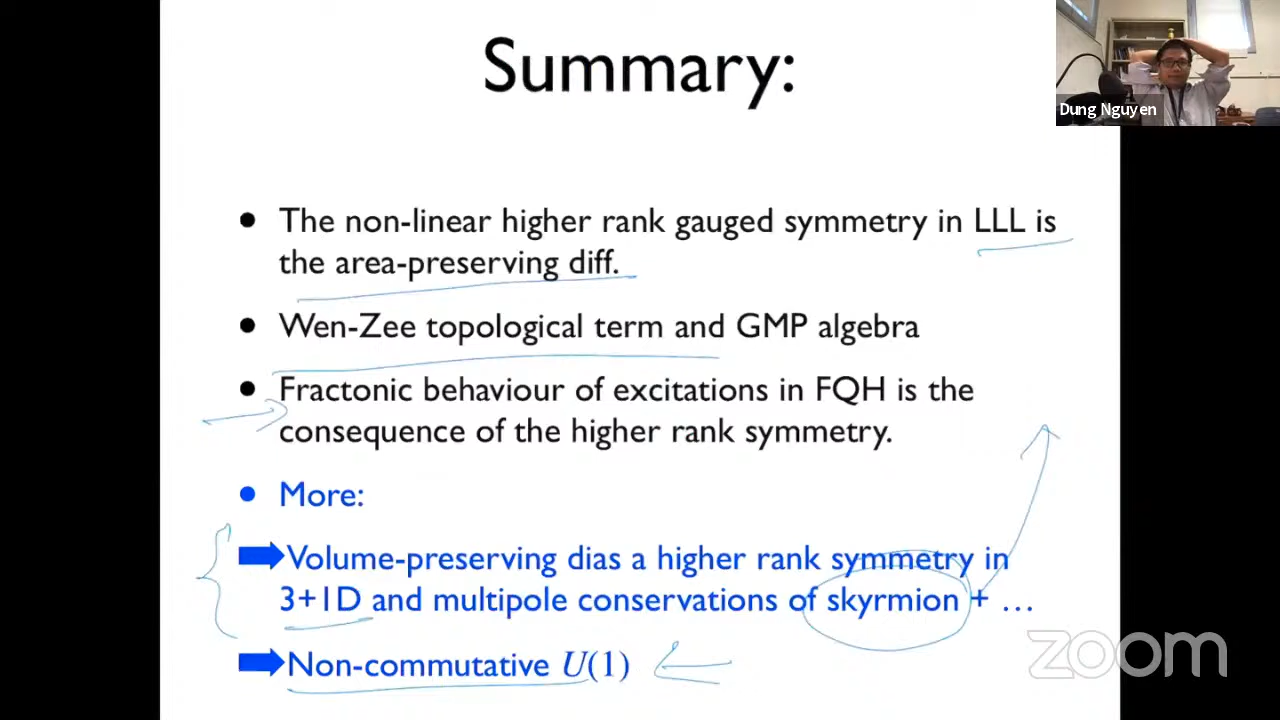 Summary:
Dung Nguyen
• The non-linear higher rank gauged symmetry in LLL is
the area-preserving diff.
• Wen-Zee topological term and GMP algebra
• Fractonic behaviour of excitations in FQH is the
consequence of the higher rank symmetry.
• More:
Volume-preserving dias a higher rank symmetry in
3+1D and multipole conservations of skyrmion + …
Non-commutative U(1)
zoom